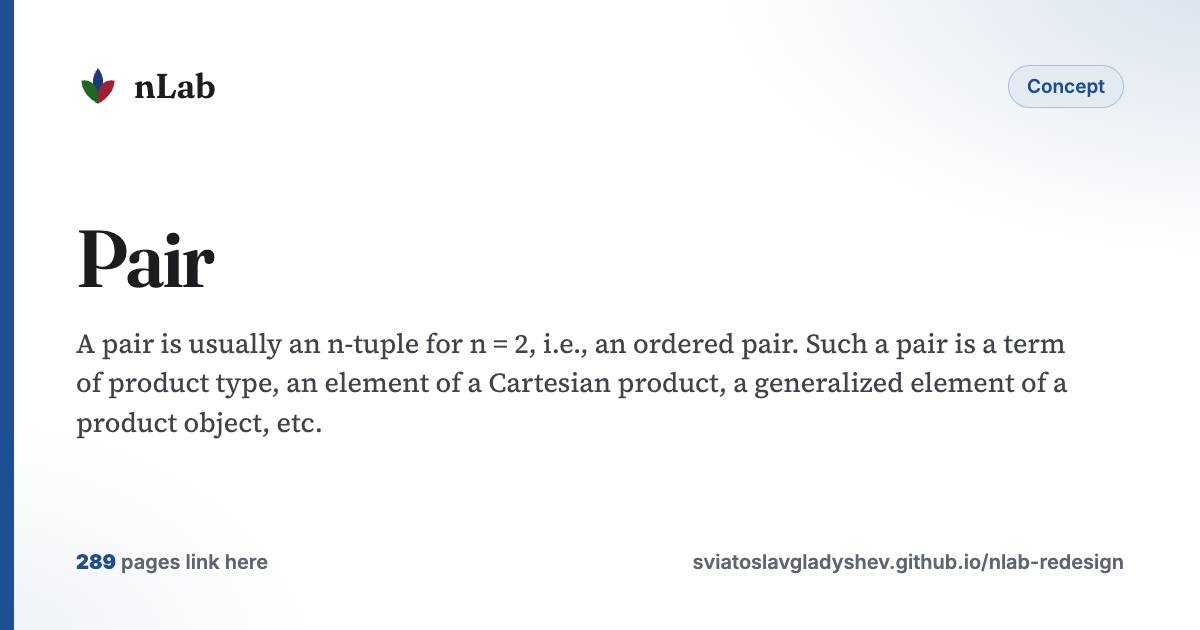 nLab
Concept
Pair
A pair is usually an n-tuple for n = 2, i.e., an ordered pair. Such a pair is a term
of product type, an element of a Cartesian product, a generalized element of a
product object, etc.
289 pages link here
sviatoslavgladyshev.github.io/nlab-redesign